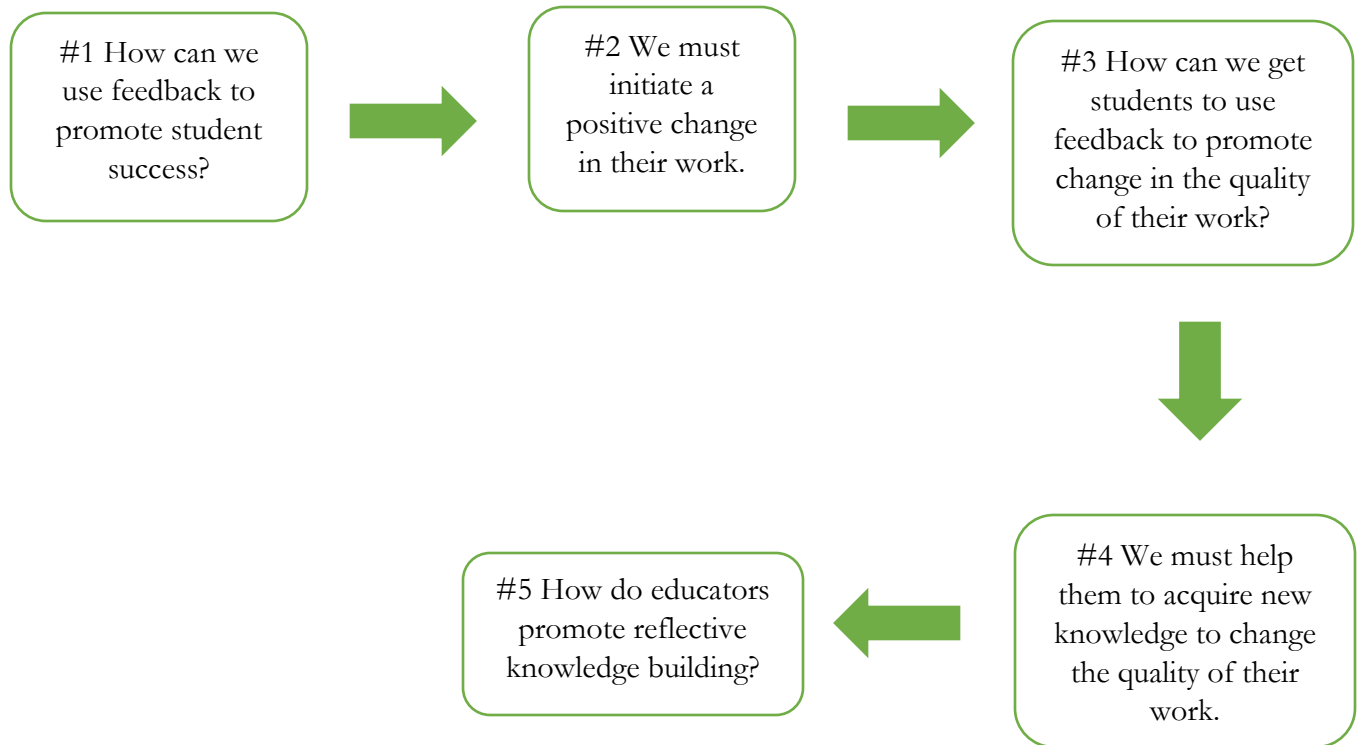 #1 How can we
use feedback to
promote student
success?
#2 We must
initiate a
positive change
in their work.
#3 How can we get
students to use
feedback to promote
change in the quality
of their work?
#4 We must help
them to acquire new
knowledge to change
the quality of their
work.
#5 How do educators
promote reflective
knowledge building?